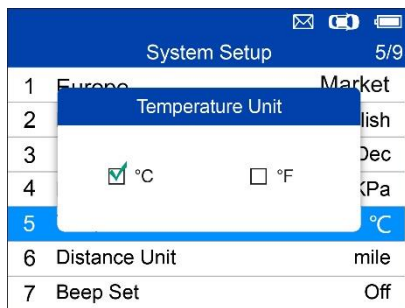 System Setup 5/9
1 Europe Market
2 lish
3 Dec
4 KPa
5 °C
6 Distance Unit mile
7 Beep Set Off
Temperature Unit
°C °F